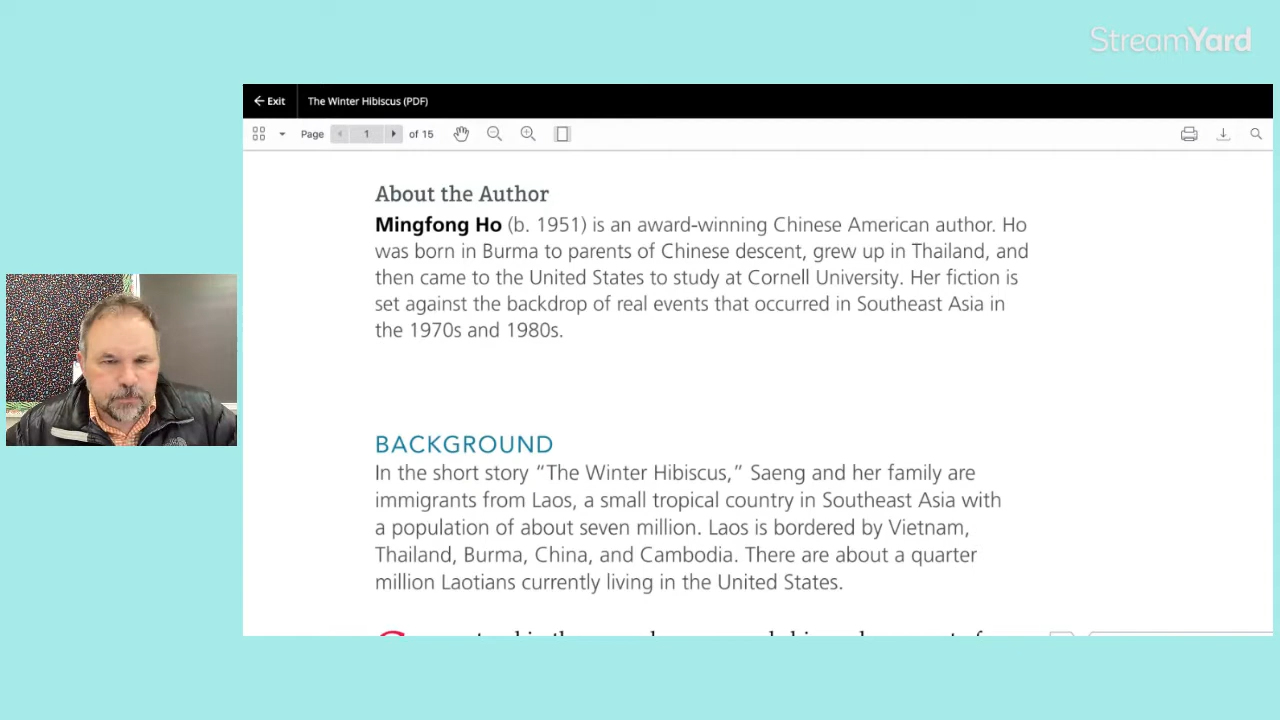 StreamYard
Exit The Winter Hibiscus (PDF)
Page 1 of 15
About the Author
Mingfong Ho (b. 1951) is an award-winning Chinese American author. Ho
was born in Burma to parents of Chinese descent, grew up in Thailand, and
then came to the United States to study at Cornell University. Her fiction is
set against the backdrop of real events that occurred in Southeast Asia in
the 1970s and 1980s.
BACKGROUND
In the short story “The Winter Hibiscus,” Saeng and her family are
immigrants from Laos, a small tropical country in Southeast Asia with
a population of about seven million. Laos is bordered by Vietnam,
Thailand, Burma, China, and Cambodia. There are about a quarter
million Laotians currently living in the United States.